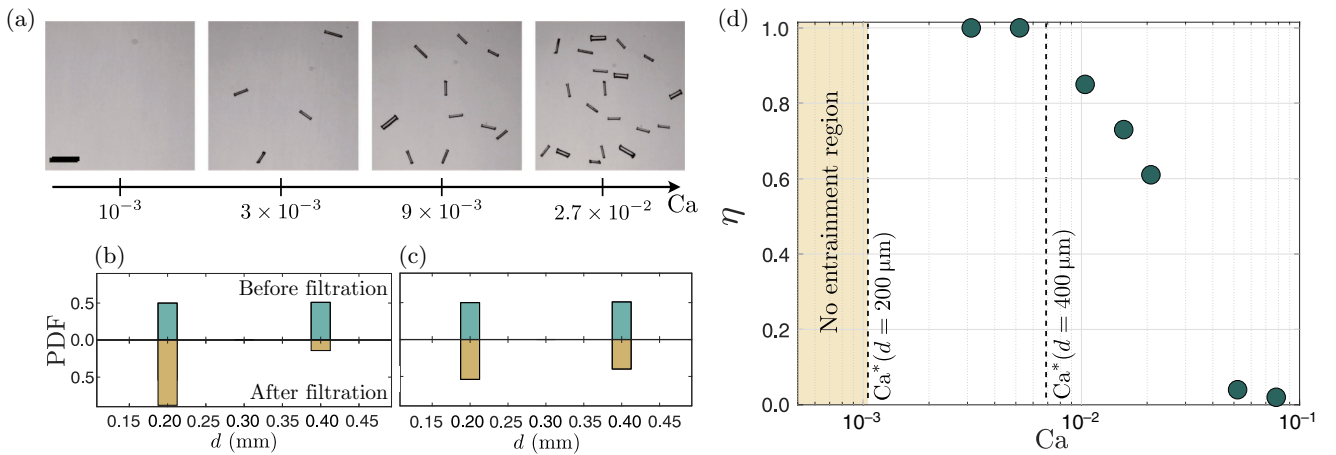 (a)
10⁻³
3 × 10⁻³
9 × 10⁻³
2.7 × 10⁻²
Ca
(b)
Before filtration
0.5
0.0
0.5
PDF
After filtration
0.15 0.20 0.25 0.30 0.35 0.40 0.45
d (mm)
(c)
0.15 0.20 0.25 0.30 0.35 0.40 0.45
d (mm)
(d)
1.0
0.8
0.6
0.4
0.2
0.0
η
No entrainment region
Ca*(d = 200 μm)
Ca*(d = 400 μm)
10⁻³ 10⁻² 10⁻¹
Ca